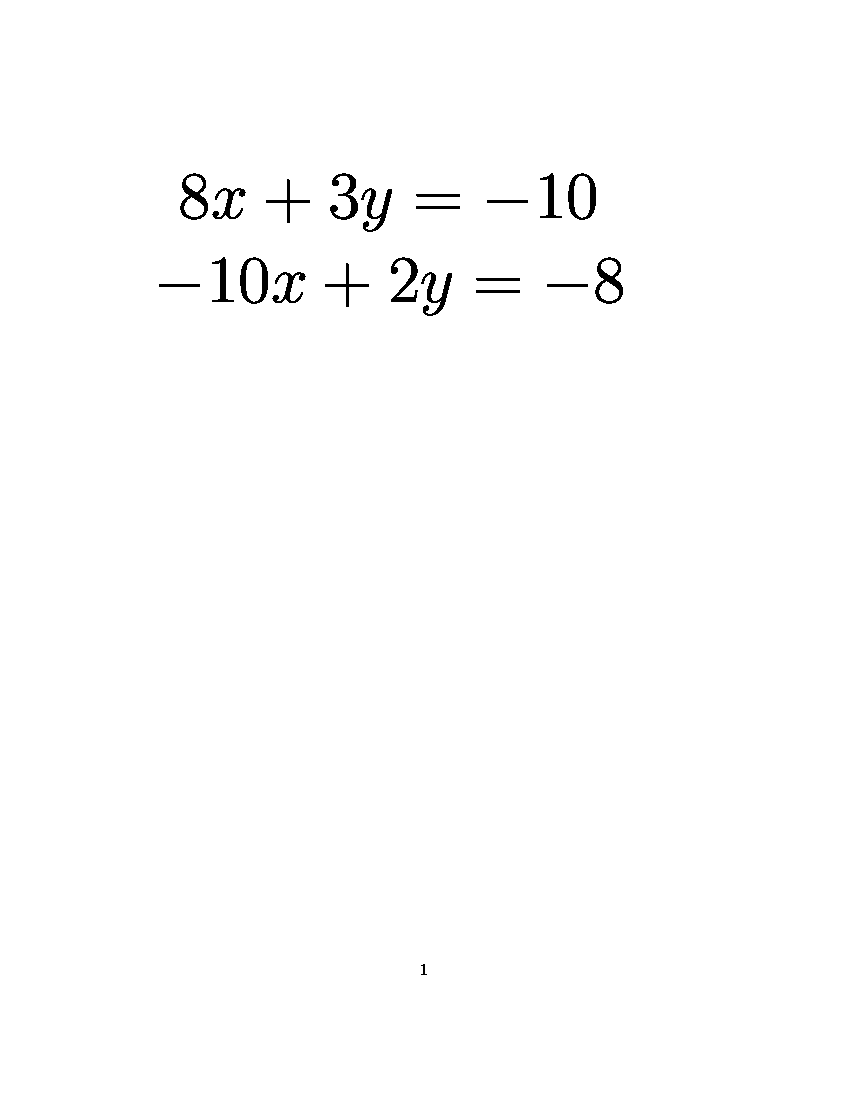 8x + 3y = −10
−10x + 2y = −8
1